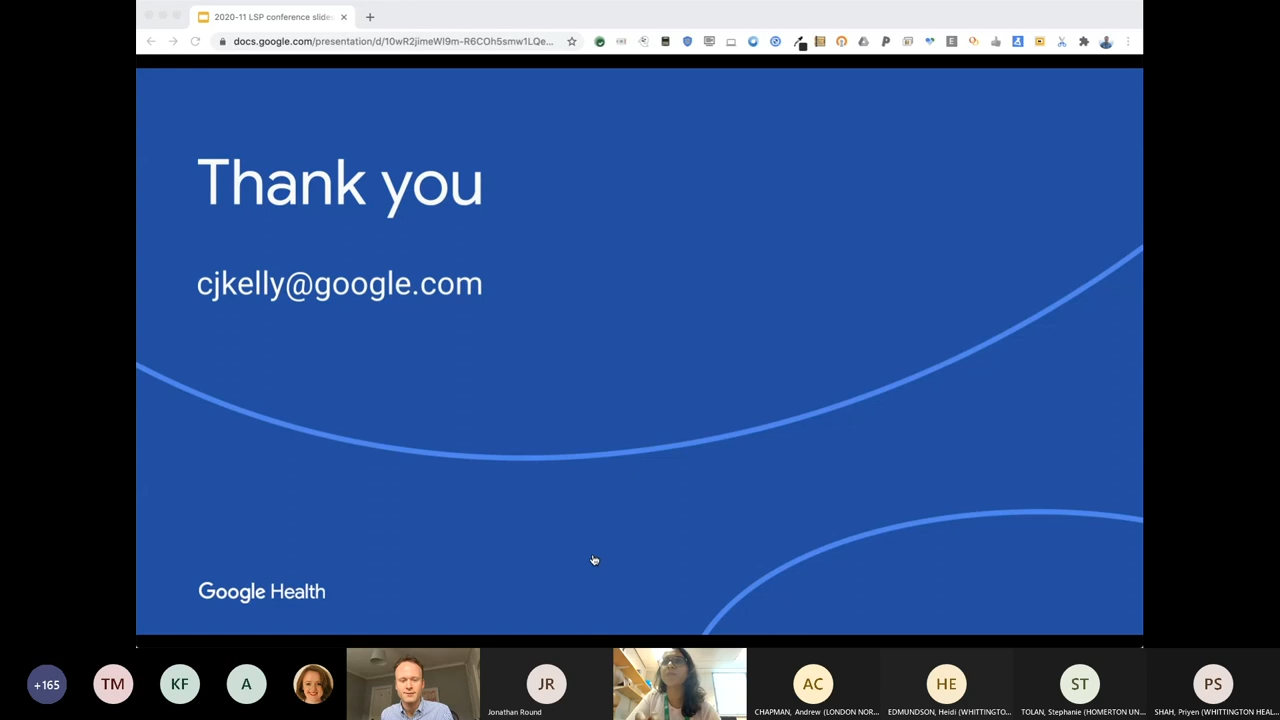 2020-11 LSP conference slides
docs.google.com/presentation/d/10wR2jimeWI9m-R6COh5smw1LQe...
Thank you
cjkelly@google.com
Google Health
+165
TM
KF
A
JR
Jonathan Round
AC
CHAPMAN, Andrew (LONDON NOR...
HE
EDMUNDSON, Heidi (WHITTINGTO...
ST
TOLAN, Stephanie (HOMERTON UN...
PS
SHAH, Priyen (WHITTINGTON HEAL...